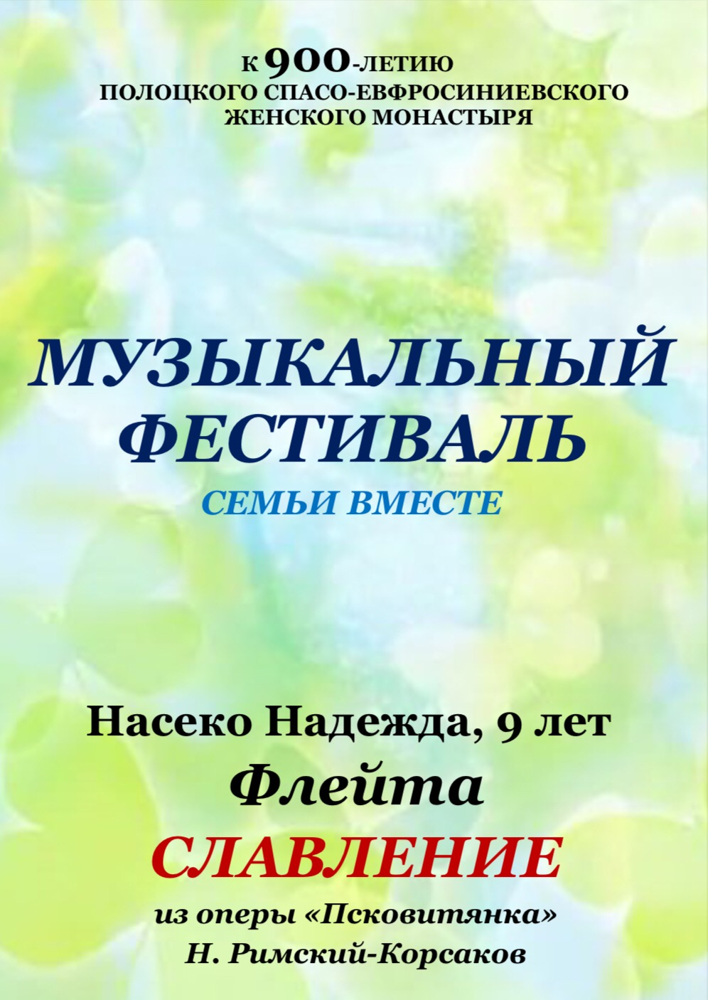 К 900-ЛЕТИЮ
ПОЛОЦКОГО СПАСО-ЕВФРОСИНИЕВСКОГО
ЖЕНСКОГО МОНАСТЫРЯ
МУЗЫКАЛЬНЫЙ
ФЕСТИВАЛЬ
СЕМЬИ ВМЕСТЕ
Насеко Надежда, 9 лет
Флейта
СЛАВЛЕНИЕ
из оперы «Псковитянка»
Н. Римский-Корсаков